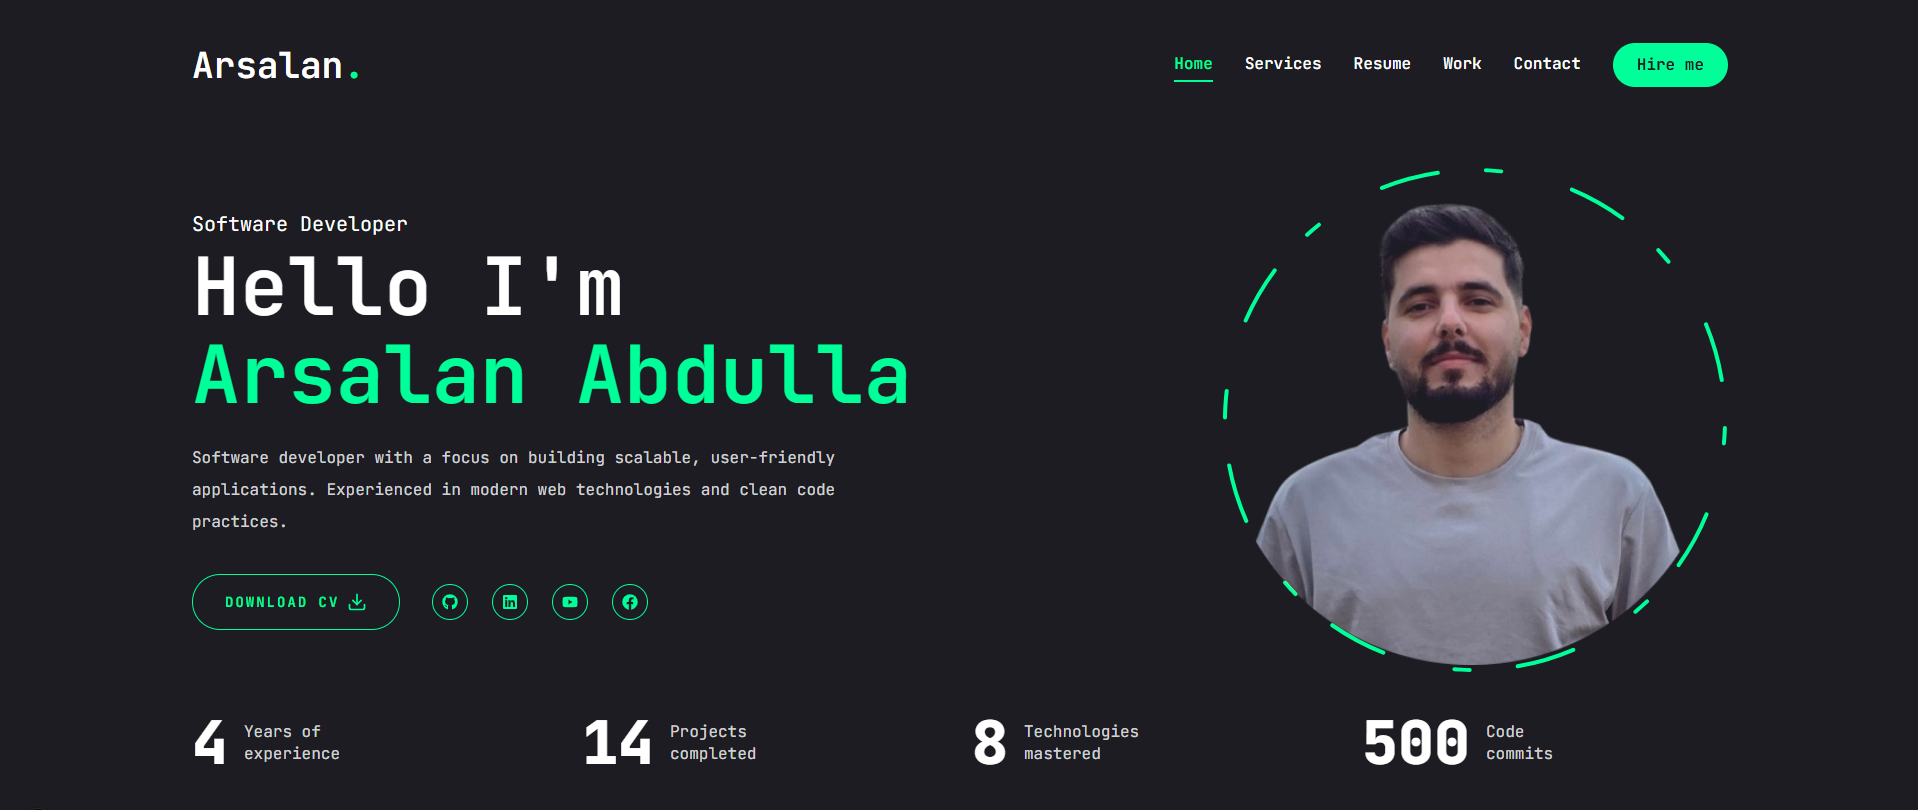 Arsalan.
Home Services Resume Work Contact Hire me
Software Developer
Hello I'm
Arsalan Abdulla
Software developer with a focus on building scalable, user-friendly
applications. Experienced in modern web technologies and clean code
practices.
DOWNLOAD CV
4 Years of
experience
14 Projects
completed
8 Technologies
mastered
500 Code
commits